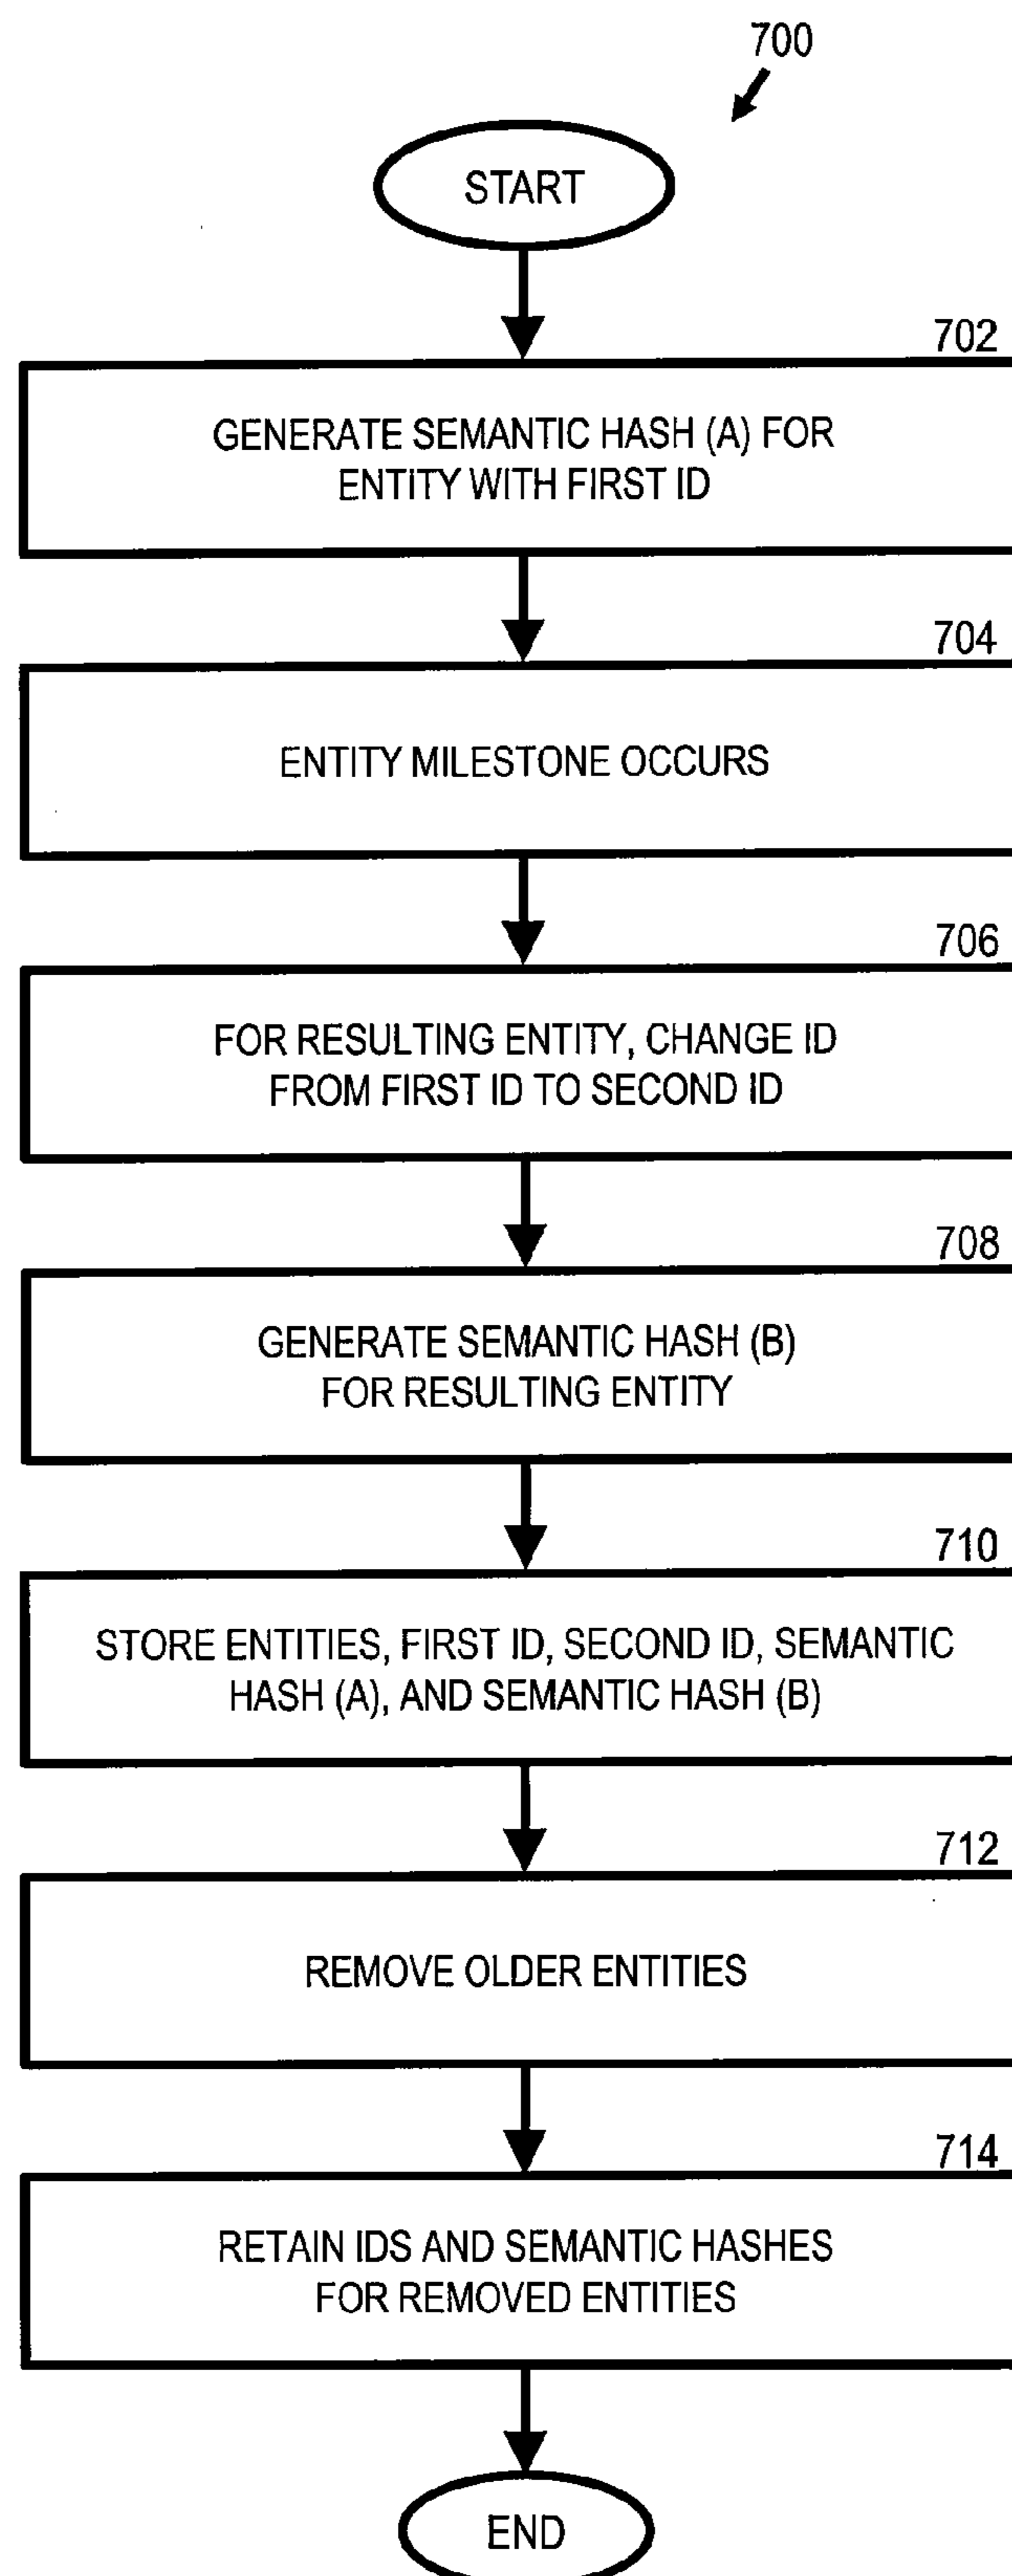 700
START
702
GENERATE SEMANTIC HASH (A) FOR
ENTITY WITH FIRST ID
704
ENTITY MILESTONE OCCURS
706
FOR RESULTING ENTITY, CHANGE ID
FROM FIRST ID TO SECOND ID
708
GENERATE SEMANTIC HASH (B)
FOR RESULTING ENTITY
710
STORE ENTITIES, FIRST ID, SECOND ID, SEMANTIC
HASH (A), AND SEMANTIC HASH (B)
712
REMOVE OLDER ENTITIES
714
RETAIN IDS AND SEMANTIC HASHES
FOR REMOVED ENTITIES
END